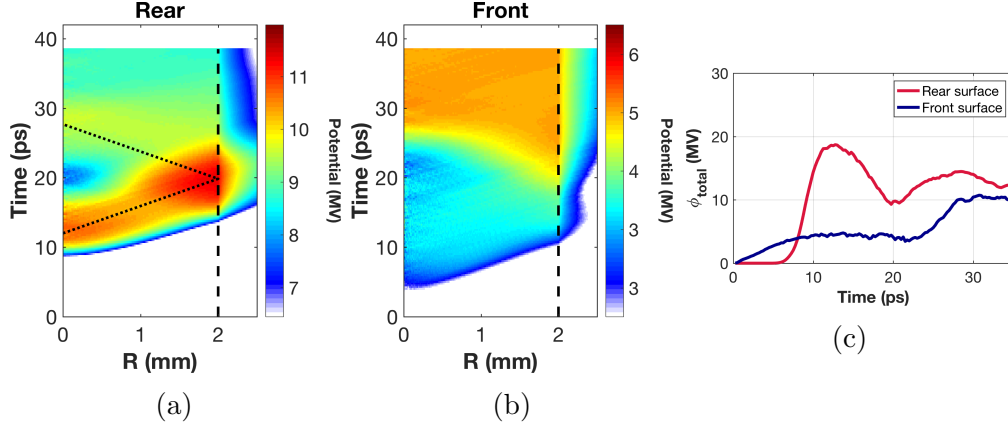 Rear
40
30
20
10
0
Time (ps)
0
1
2
R (mm)
11
10
9
8
7
Potential (MV)
(a)
Front
40
30
20
10
0
Time (ps)
0
1
2
R (mm)
6
5
4
3
3
Potential (MV)
(b)
30
20
10
0
ϕtotal (MV)
0
10
20
30
Time (ps)
Rear surface
Front surface
(c)